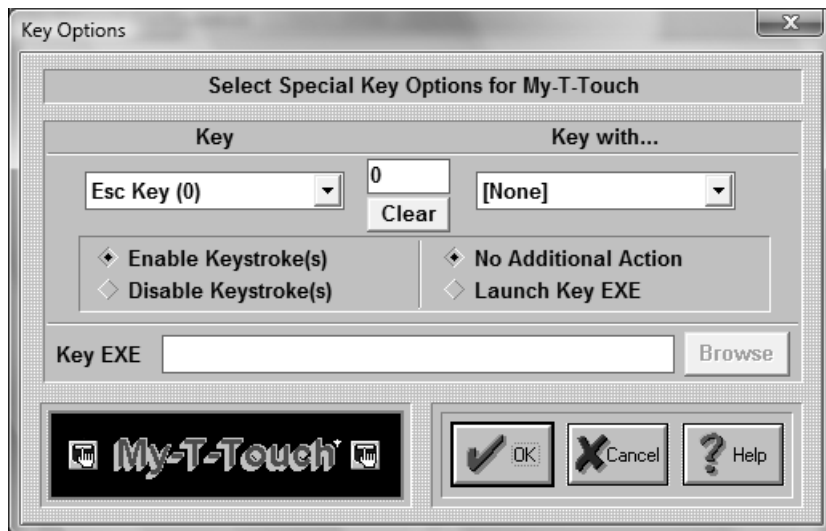 Key Options
Select Special Key Options for My-T-Touch
Key
Key with...
Esc Key (0)
0
[None]
Clear
Enable Keystroke(s)
No Additional Action
Disable Keystroke(s)
Launch Key EXE
Key EXE
Browse
My-T-Touch
OK
Cancel
Help